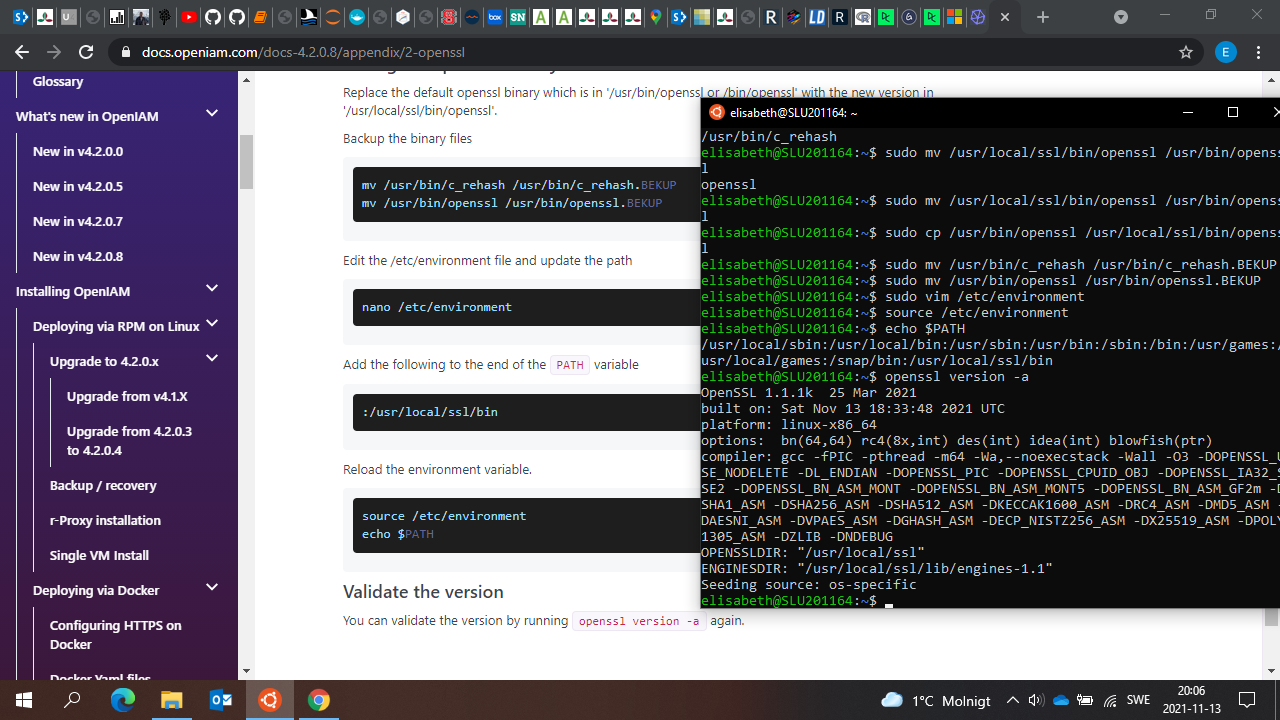 docs.openiam.com/docs-4.2.0.8/appendix/2-openssl
E
Glossary
What's new in OpenIAM
New in v4.2.0.0
New in v4.2.0.5
New in v4.2.0.7
New in v4.2.0.8
Installing OpenIAM
Deploying via RPM on Linux
Upgrade to 4.2.0.x
Upgrade from v4.1.X
Upgrade from 4.2.0.3
to 4.2.0.4
Backup / recovery
r-Proxy installation
Single VM Install
Deploying via Docker
Configuring HTTPS on
Docker
Docker Yaml files
Replace the default openssl binary which is in '/usr/bin/openssl or /bin/openssl' with the new version in
'/usr/local/ssl/bin/openssl'.
Backup the binary files
mv /usr/bin/c_rehash /usr/bin/c_rehash.BEKUP
mv /usr/bin/openssl /usr/bin/openssl.BEKUP
Edit the /etc/environment file and update the path
nano /etc/environment
Add the following to the end of the PATH variable
:/usr/local/ssl/bin
Reload the environment variable.
source /etc/environment
echo $PATH
Validate the version
You can validate the version by running openssl version -a again.
elisabeth@SLU201164: ~
/usr/bin/c_rehash
elisabeth@SLU201164:~$ sudo mv /usr/local/ssl/bin/openssl /usr/bin/openss
l
openssl
elisabeth@SLU201164:~$ sudo mv /usr/local/ssl/bin/openssl /usr/bin/openss
l
elisabeth@SLU201164:~$ sudo cp /usr/bin/openssl /usr/local/ssl/bin/openss
l
elisabeth@SLU201164:~$ sudo mv /usr/bin/c_rehash /usr/bin/c_rehash.BEKUP
elisabeth@SLU201164:~$ sudo mv /usr/bin/openssl /usr/bin/openssl.BEKUP
elisabeth@SLU201164:~$ sudo vim /etc/environment
elisabeth@SLU201164:~$ source /etc/environment
elisabeth@SLU201164:~$ echo $PATH
/usr/local/sbin:/usr/local/bin:/usr/sbin:/usr/bin:/sbin:/bin:/usr/games:/
usr/local/games:/snap/bin:/usr/local/ssl/bin
elisabeth@SLU201164:~$ openssl version -a
OpenSSL 1.1.1k  25 Mar 2021
built on: Sat Nov 13 18:33:48 2021 UTC
platform: linux-x86_64
options:  bn(64,64) rc4(8x,int) des(int) idea(int) blowfish(ptr)
compiler: gcc -fPIC -pthread -m64 -Wa,--noexecstack -Wall -O3 -DOPENSSL_U
SE_NODELETE -DL_ENDIAN -DOPENSSL_PIC -DOPENSSL_CPUID_OBJ -DOPENSSL_IA32_S
SE2 -DOPENSSL_BN_ASM_MONT -DOPENSSL_BN_ASM_MONT5 -DOPENSSL_BN_ASM_GF2m -D
SHA1_ASM -DSHA256_ASM -DSHA512_ASM -DKECCAK1600_ASM -DRC4_ASM -DMD5_ASM -
DAESNI_ASM -DVPAES_ASM -DGHASH_ASM -DECP_NISTZ256_ASM -DX25519_ASM -DPOLY
1305_ASM -DZLIB -DNDEBUG
OPENSSLDIR: "/usr/local/ssl"
ENGINESDIR: "/usr/local/ssl/lib/engines-1.1"
Seeding source: os-specific
elisabeth@SLU201164:~$
1°C Molnigt
SWE
20:06
2021-11-13